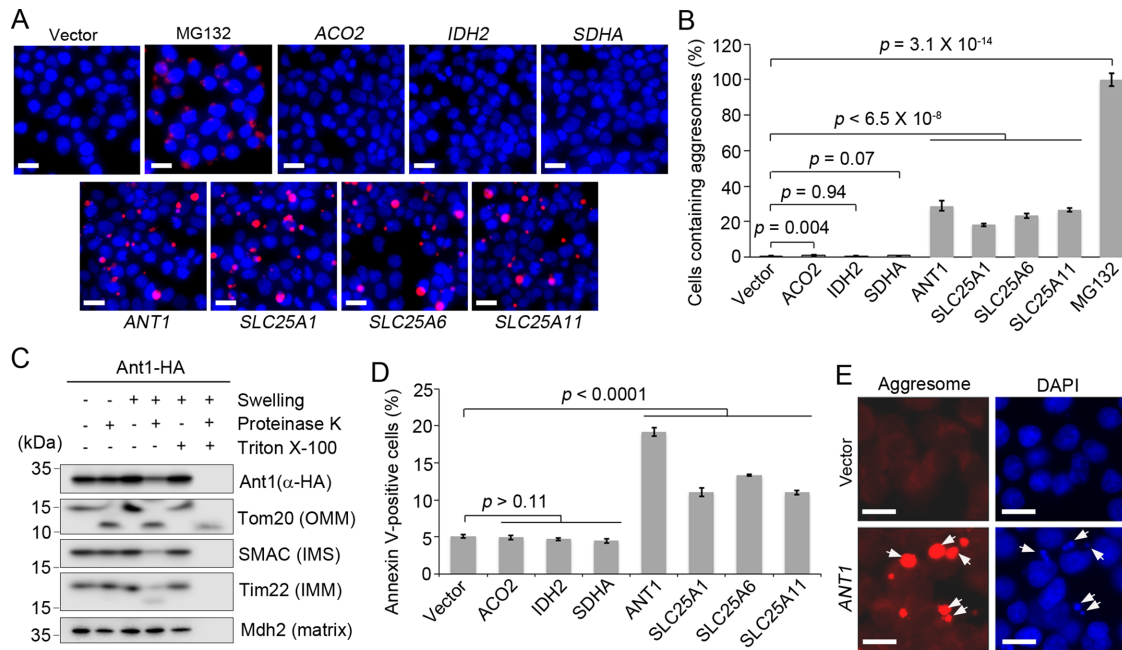 A
Vector MG132 ACO2 IDH2 SDHA
ANT1 SLC25A1 SLC25A6 SLC25A11
B
Cells containing aggresomes (%)
120
100
80
60
40
20
0
p = 3.1 X 10-14
p < 6.5 X 10-8
p = 0.07
p = 0.94
p = 0.004
Vector ACO2 IDH2 SDHA ANT1 SLC25A1 SLC25A6 SLC25A11 MG132
C
Ant1-HA
- - + + + + Swelling
- + - + - + Proteinase K
- - - - + + Triton X-100
(kDa)
35 Ant1(α-HA)
15
10 Tom20 (OMM)
15 SMAC (IMS)
15 Tim22 (IMM)
35 Mdh2 (matrix)
D
Annexin V-positive cells (%)
25
20
15
10
5
0
p < 0.0001
p > 0.11
Vector ACO2 IDH2 SDHA ANT1 SLC25A1 SLC25A6 SLC25A11
E
Aggresome DAPI
Vector
ANT1